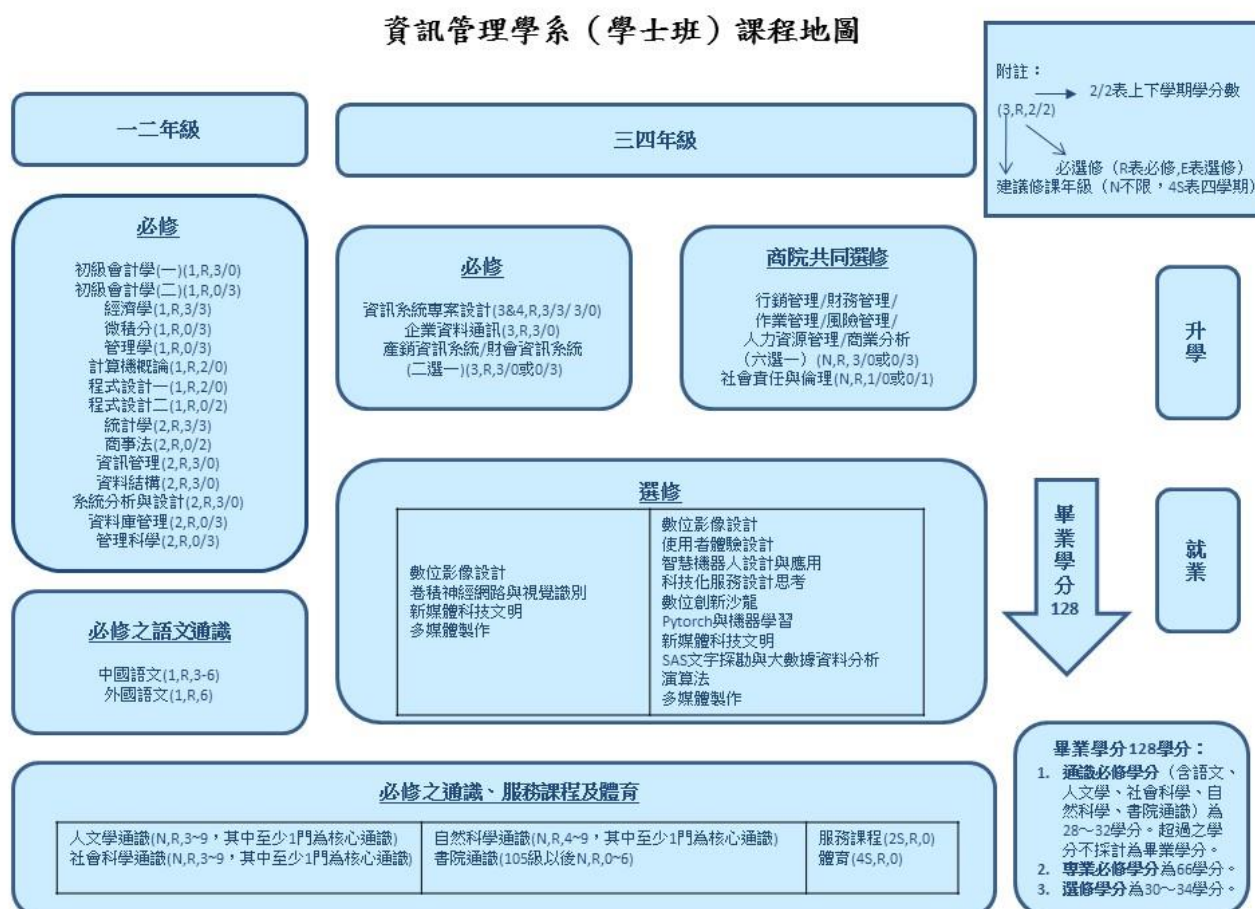 資訊管理學系（學士班）課程地圖
附註：
2/2表上下學期學分數
(3,R,2/2)
必選修（R表必修,E表選修）
建議修課年級（N不限，4S表四學期）
一二年級
三四年級
必修
初級會計學(一)(1,R,3/0)
初級會計學(二)(1,R,0/3)
經濟學(1,R,3/3)
微積分(1,R,0/3)
管理學(1,R,0/3)
計算機概論(1,R,2/0)
程式設計一(1,R,2/0)
程式設計二(1,R,0/2)
統計學(2,R,3/3)
商事法(2,R,0/2)
資訊管理(2,R,3/0)
資料結構(2,R,3/0)
系統分析與設計(2,R,3/0)
資料庫管理(2,R,0/3)
管理科學(2,R,0/3)
必修
資訊系統專案設計(3&4,R,3/3/ 3/0)
企業資料通訊(3,R,3/0)
產銷資訊系統/財會資訊系統
(二選一)(3,R,3/0或0/3)
商院共同選修
行銷管理/財務管理/
作業管理/風險管理/
人力資源管理/商業分析
（六選一）(N,R, 3/0或0/3)
社會責任與倫理(N,R,1/0或0/1)
升學
選修
數位影像設計
卷積神經網路與視覺識別
新媒體科技文明
多媒體製作
數位影像設計
使用者體驗設計
智慧機器人設計與應用
科技化服務設計思考
數位創新沙龍
Pytorch與機器學習
新媒體科技文明
SAS文字探勘與大數據資料分析
演算法
多媒體製作
畢業學分
128
就業
必修之語文通識
中國語文(1,R,3-6)
外國語文(1,R,6)
必修之通識、服務課程及體育
人文學通識(N,R,3~9，其中至少1門為核心通識)
社會科學通識(N,R,3~9，其中至少1門為核心通識)
自然科學通識(N,R,4~9，其中至少1門為核心通識)
書院通識(105級以後N,R,0~6)
服務課程(2S,R,0)
體育(4S,R,0)
畢業學分128學分：
1. 通識必修學分（含語文、
人文學、社會科學、自
然科學、書院通識）為
28～32學分。超過之學
分不採計為畢業學分。
2. 專業必修學分為66學分。
3. 選修學分為30～34學分。